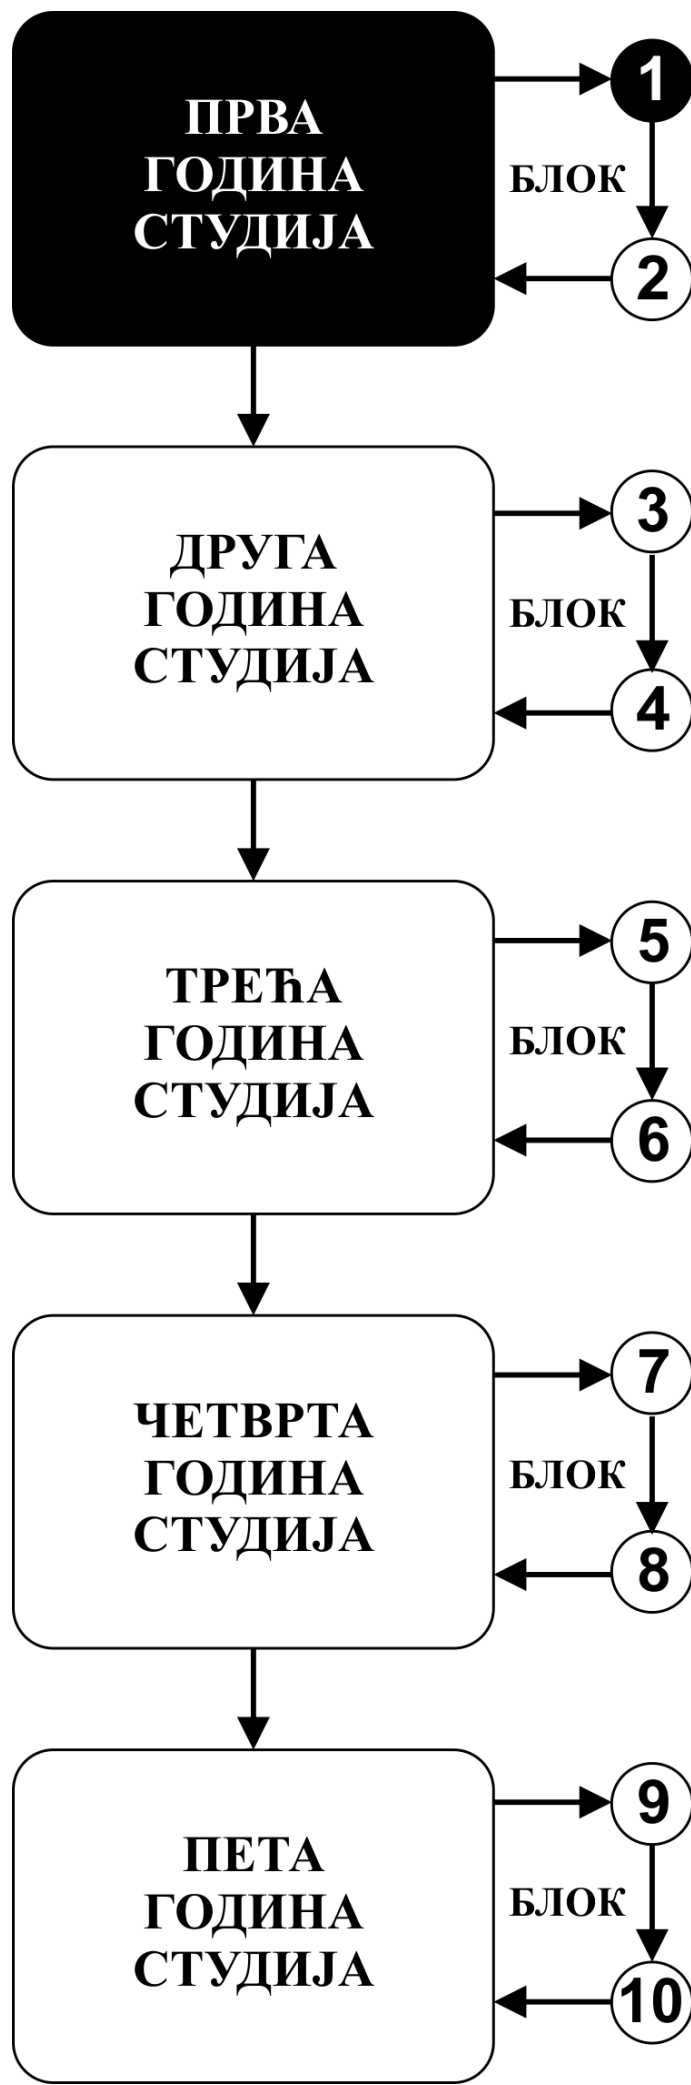 ПРВА
ГОДИНА
СТУДИЈА
1
БЛОК
2
ДРУГА
ГОДИНА
СТУДИЈА
3
БЛОК
4
ТРЕЋА
ГОДИНА
СТУДИЈА
5
БЛОК
6
ЧЕТВРТА
ГОДИНА
СТУДИЈА
7
БЛОК
8
ПЕТА
ГОДИНА
СТУДИЈА
9
БЛОК
10